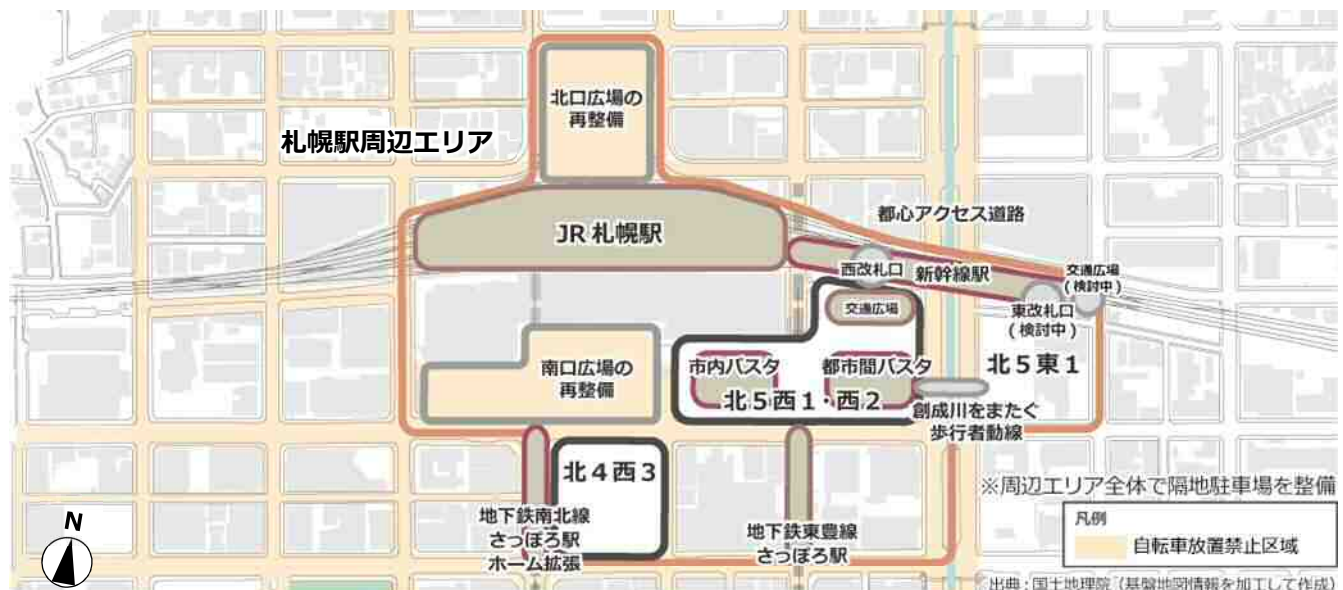 北口広場の
再整備
札幌駅周辺エリア
都心アクセス道路
JR 札幌駅
西改札口
新幹線駅
交通広場
(検討中)
交通広場
東改札口
(検討中)
市内バスタ
都市間バスタ
北5東1
南口広場の
再整備
北5西1・西2
創成川をまたぐ
歩行者動線
北4西3
※周辺エリア全体で隔地駐車場を整備
地下鉄南北線
さっぽろ駅
ホーム拡張
地下鉄東豊線
さっぽろ駅
N
凡例
自転車放置禁止区域
出典:国土地理院(基盤地図情報を加工して作成)